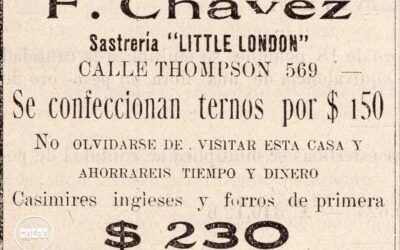 F. Chavez
Sastrería "LITTLE LONDON"
CALLE THOMPSON 569
Se confeccionan ternos por $ 150
NO OLVIDARSE DE VISITAR ESTA CASA Y
AHORRAREIS TIEMPO Y DINERO
Casimires ingleses y forros de primera
$ 230